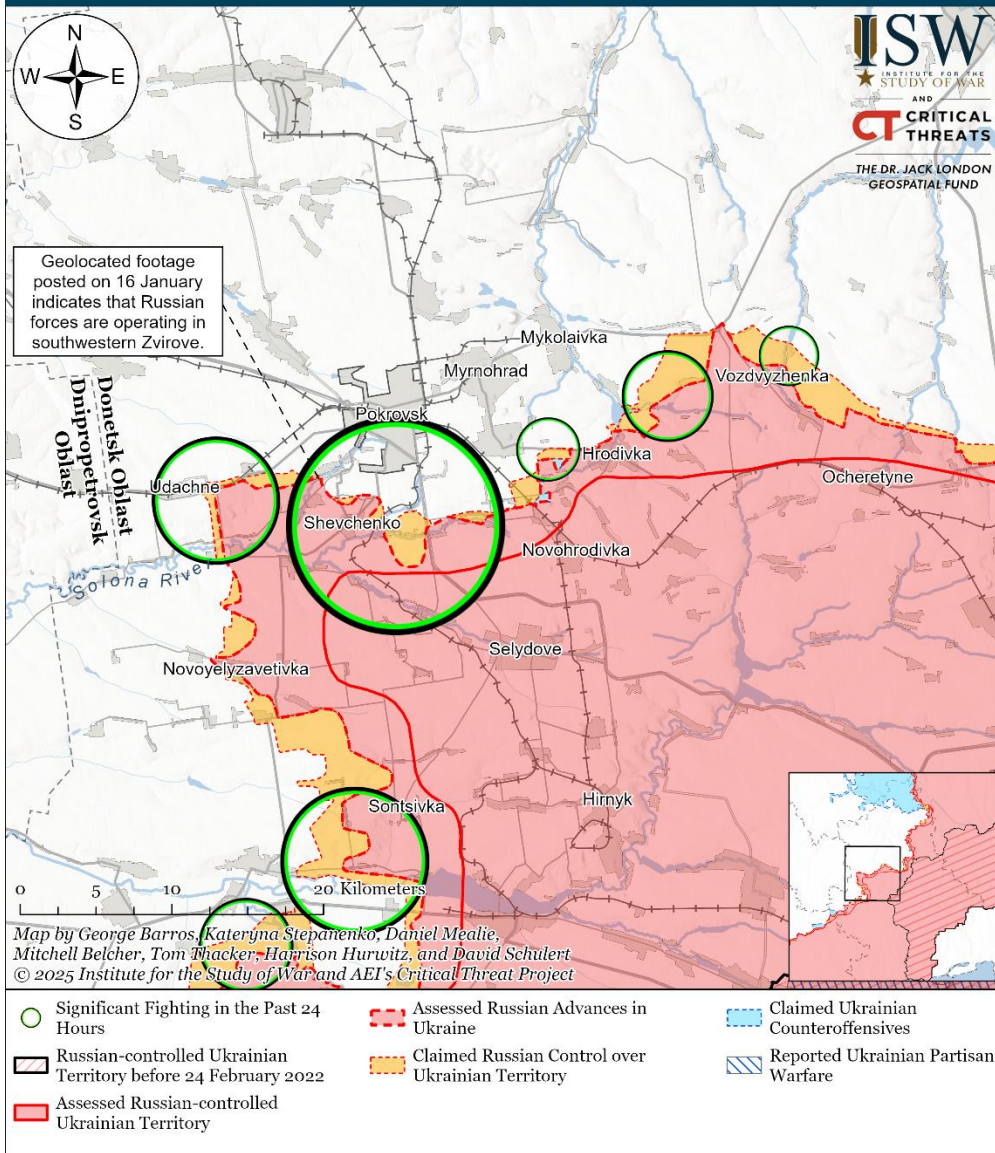 N
W
E
S
ISW
INSTITUTE FOR THE
STUDY OF WAR
AND
CT CRITICAL
THREATS
THE DR. JACK LONDON
GEOSPATIAL FUND
Geolocated footage
posted on 16 January
indicates that Russian
forces are operating in
southwestern Zvirove.
Mykolaivka
Myrnohrad
Vozdvyzhenka
Pokrovsk
Donetsk Oblast
Dnipropetrovsk
Oblast
Hrodivka
Udachne
Ocheretyne
Shevchenko
Novohrodivka
Solona River
Selydove
Novoyelyzavetivka
Sontsivka
Hirnyk
0 5 10 20 Kilometers
Map by George Barros, Kateryna Stepanenko, Daniel Mealie,
Mitchell Belcher, Tom Thacker, Harrison Hurwitz, and David Schulert
© 2025 Institute for the Study of War and AEI's Critical Threat Project
Significant Fighting in the Past 24
Hours
Russian-controlled Ukrainian
Territory before 24 February 2022
Assessed Russian-controlled
Ukrainian Territory
Assessed Russian Advances in
Ukraine
Claimed Russian Control over
Ukrainian Territory
Claimed Ukrainian
Counteroffensives
Reported Ukrainian Partisan
Warfare